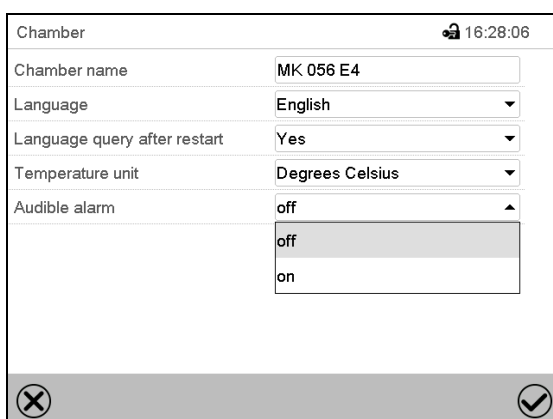 Chamber 16:28:06
Chamber name MK 056 E4
Language English
Language query after restart Yes
Temperature unit Degrees Celsius
Audible alarm off
off
on